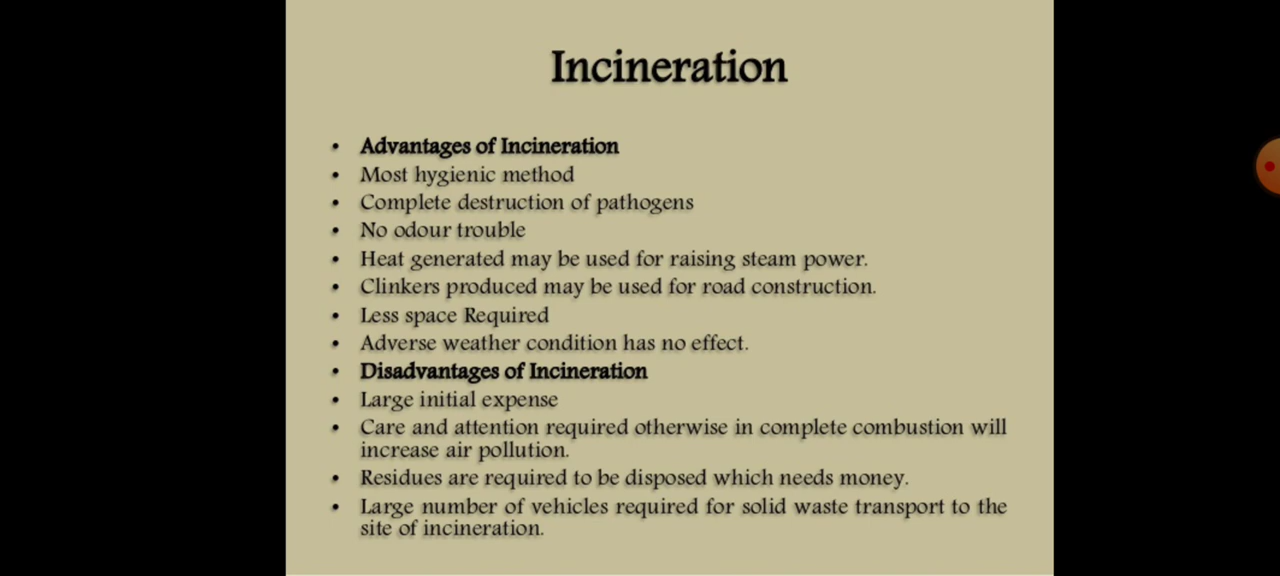 Incineration
• Advantages of Incineration
• Most hygienic method
• Complete destruction of pathogens
• No odour trouble
• Heat generated may be used for raising steam power.
• Clinkers produced may be used for road construction.
• Less space Required
• Adverse weather condition has no effect.
• Disadvantages of Incineration
• Large initial expense
• Care and attention required otherwise in complete combustion will
increase air pollution.
• Residues are required to be disposed which needs money.
• Large number of vehicles required for solid waste transport to the
site of incineration.